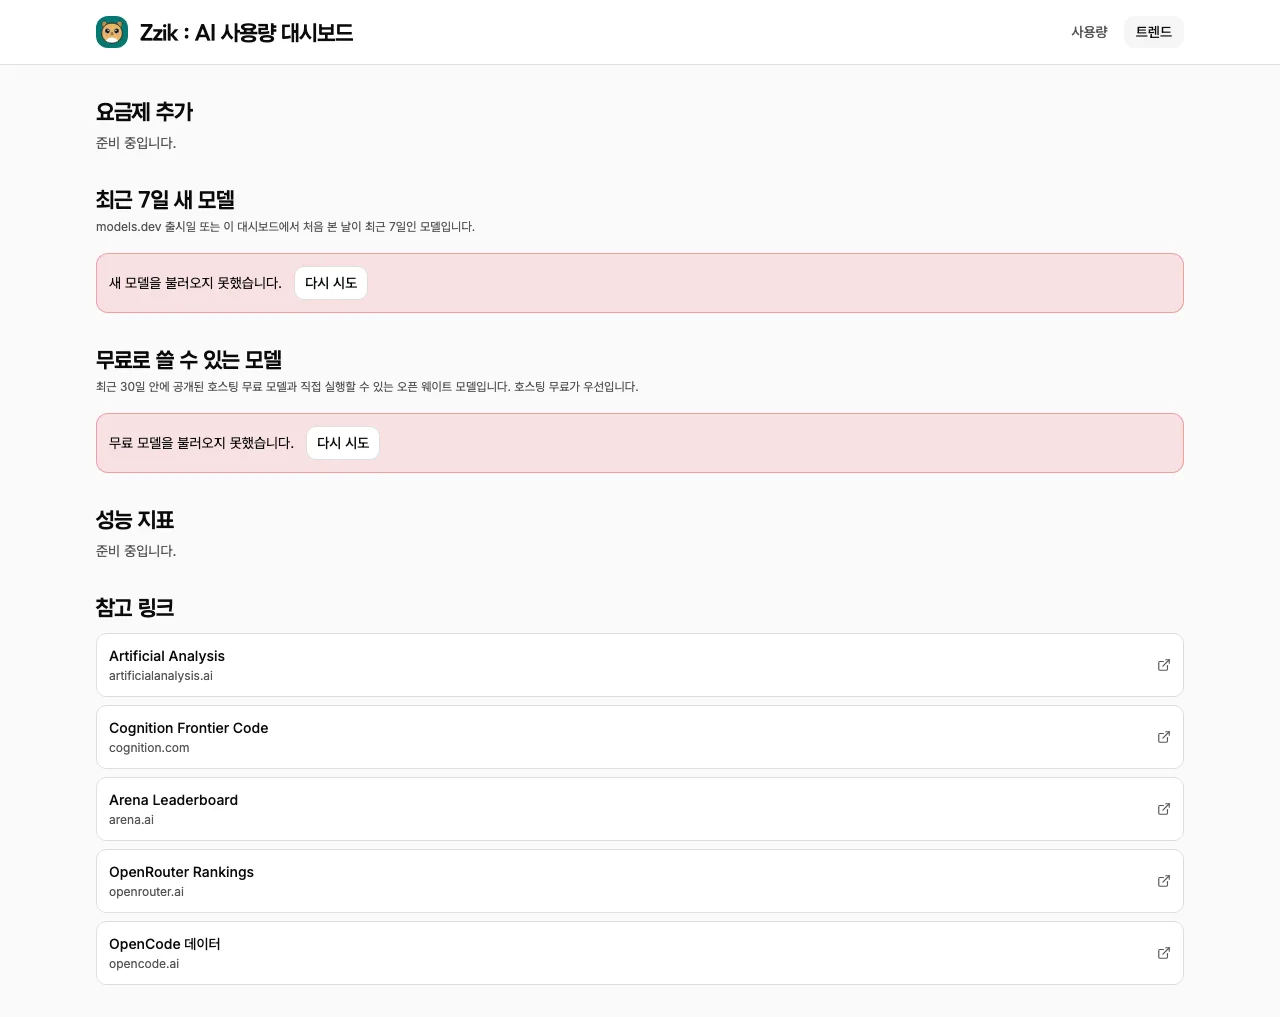 Zzik : AI 사용량 대시보드
사용량
트렌드
요금제 추가
준비 중입니다.
최근 7일 새 모델
models.dev 출시일 또는 이 대시보드에서 처음 본 날이 최근 7일인 모델입니다.
새 모델을 불러오지 못했습니다.
다시 시도
무료로 쓸 수 있는 모델
최근 30일 안에 공개된 호스팅 무료 모델과 직접 실행할 수 있는 오픈 웨이트 모델입니다. 호스팅 무료가 우선입니다.
무료 모델을 불러오지 못했습니다.
다시 시도
성능 지표
준비 중입니다.
참고 링크
Artificial Analysis
artificialanalysis.ai
Cognition Frontier Code
cognition.com
Arena Leaderboard
arena.ai
OpenRouter Rankings
openrouter.ai
OpenCode 데이터
opencode.ai